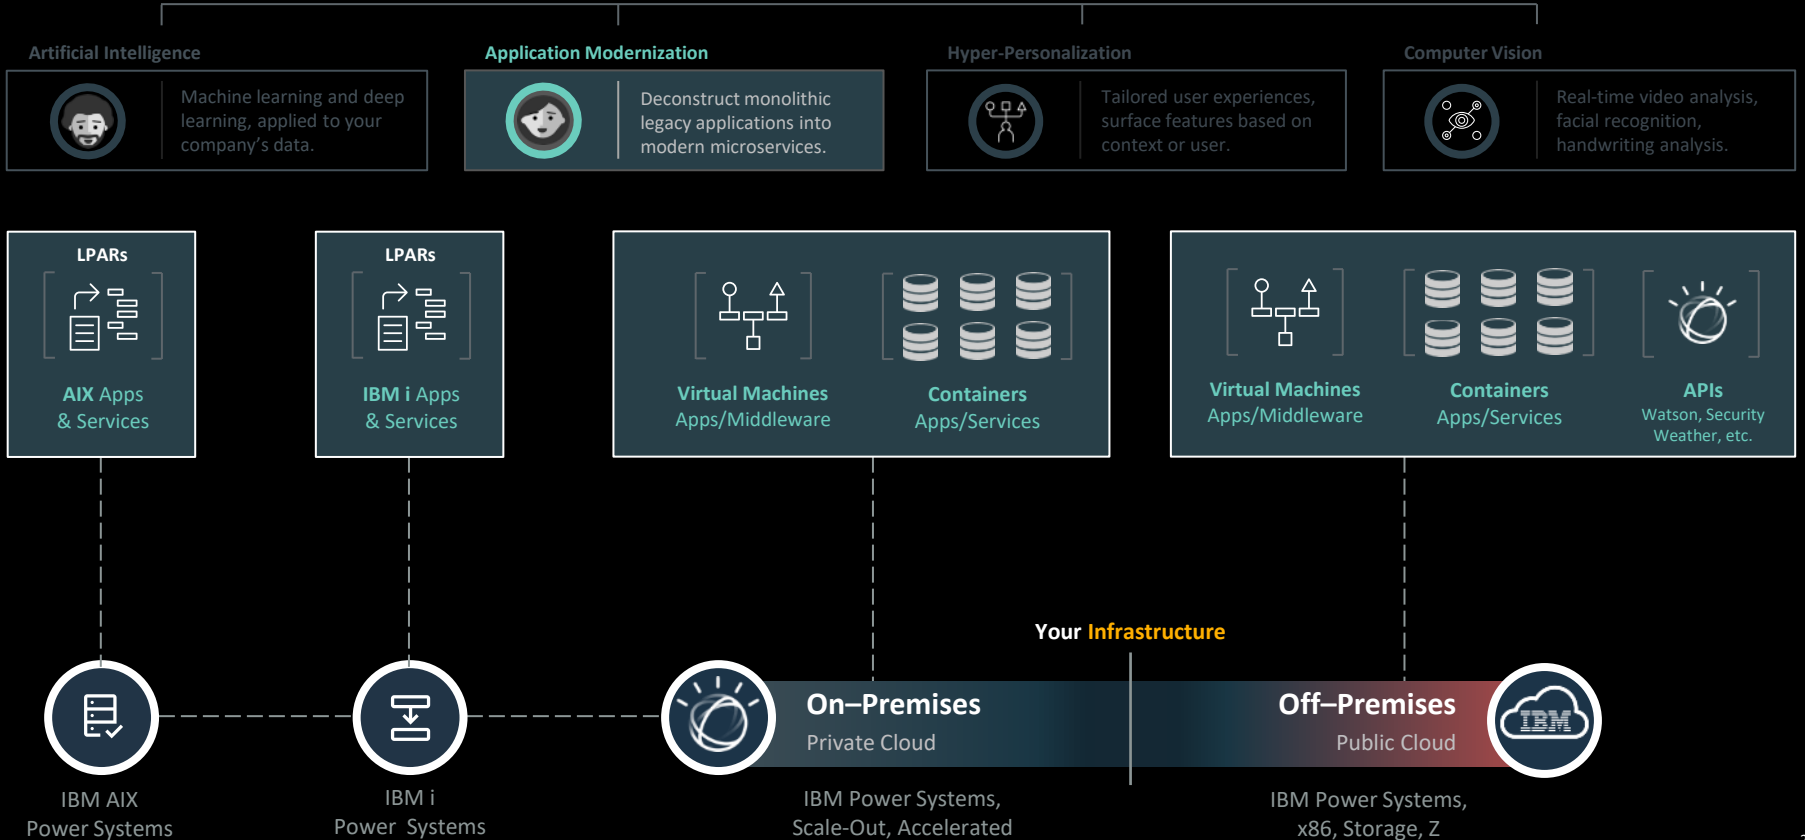 Artificial Intelligence
Machine learning and deep
learning, applied to your
company's data.
Application Modernization
Deconstruct monolithic
legacy applications into
modern microservices.
Hyper-Personalization
Tailored user experiences,
surface features based on
context or user.
Computer Vision
Real-time video analysis,
facial recognition,
handwriting analysis.
LPARs
AIX Apps
& Services
LPARs
IBM i Apps
& Services
Virtual Machines
Apps/Middleware
Containers
Apps/Services
Virtual Machines
Apps/Middleware
Containers
Apps/Services
APIs
Watson, Security
Weather, etc.
Your Infrastructure
On–Premises
Private Cloud
Off–Premises
Public Cloud
IBM
IBM AIX
Power Systems
IBM i
Power Systems
IBM Power Systems,
Scale-Out, Accelerated
IBM Power Systems,
x86, Storage, Z